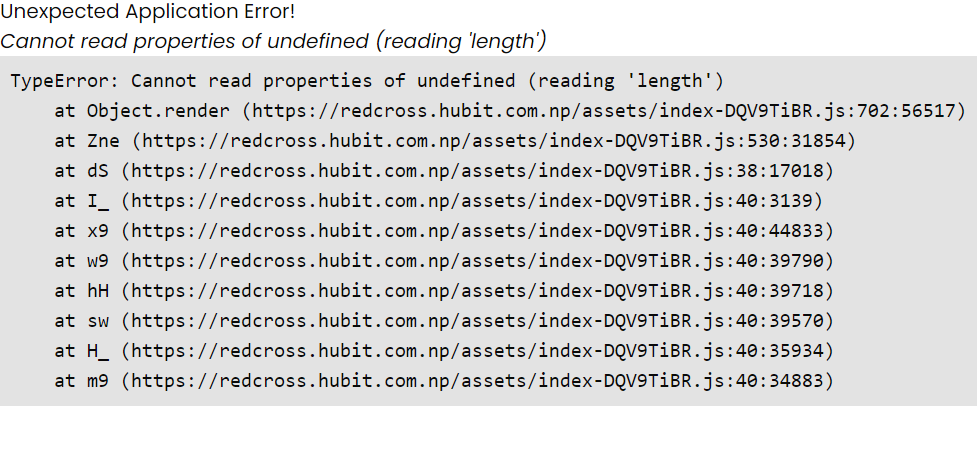 Unexpected Application Error!
Cannot read properties of undefined (reading 'length')
TypeError: Cannot read properties of undefined (reading 'length')
    at Object.render (https://redcross.hubit.com.np/assets/index-DQV9TiBR.js:702:56517)
    at Zne (https://redcross.hubit.com.np/assets/index-DQV9TiBR.js:530:31854)
    at dS (https://redcross.hubit.com.np/assets/index-DQV9TiBR.js:38:17018)
    at I_ (https://redcross.hubit.com.np/assets/index-DQV9TiBR.js:40:3139)
    at x9 (https://redcross.hubit.com.np/assets/index-DQV9TiBR.js:40:44833)
    at w9 (https://redcross.hubit.com.np/assets/index-DQV9TiBR.js:40:39790)
    at hH (https://redcross.hubit.com.np/assets/index-DQV9TiBR.js:40:39718)
    at sw (https://redcross.hubit.com.np/assets/index-DQV9TiBR.js:40:39570)
    at H_ (https://redcross.hubit.com.np/assets/index-DQV9TiBR.js:40:35934)
    at m9 (https://redcross.hubit.com.np/assets/index-DQV9TiBR.js:40:34883)